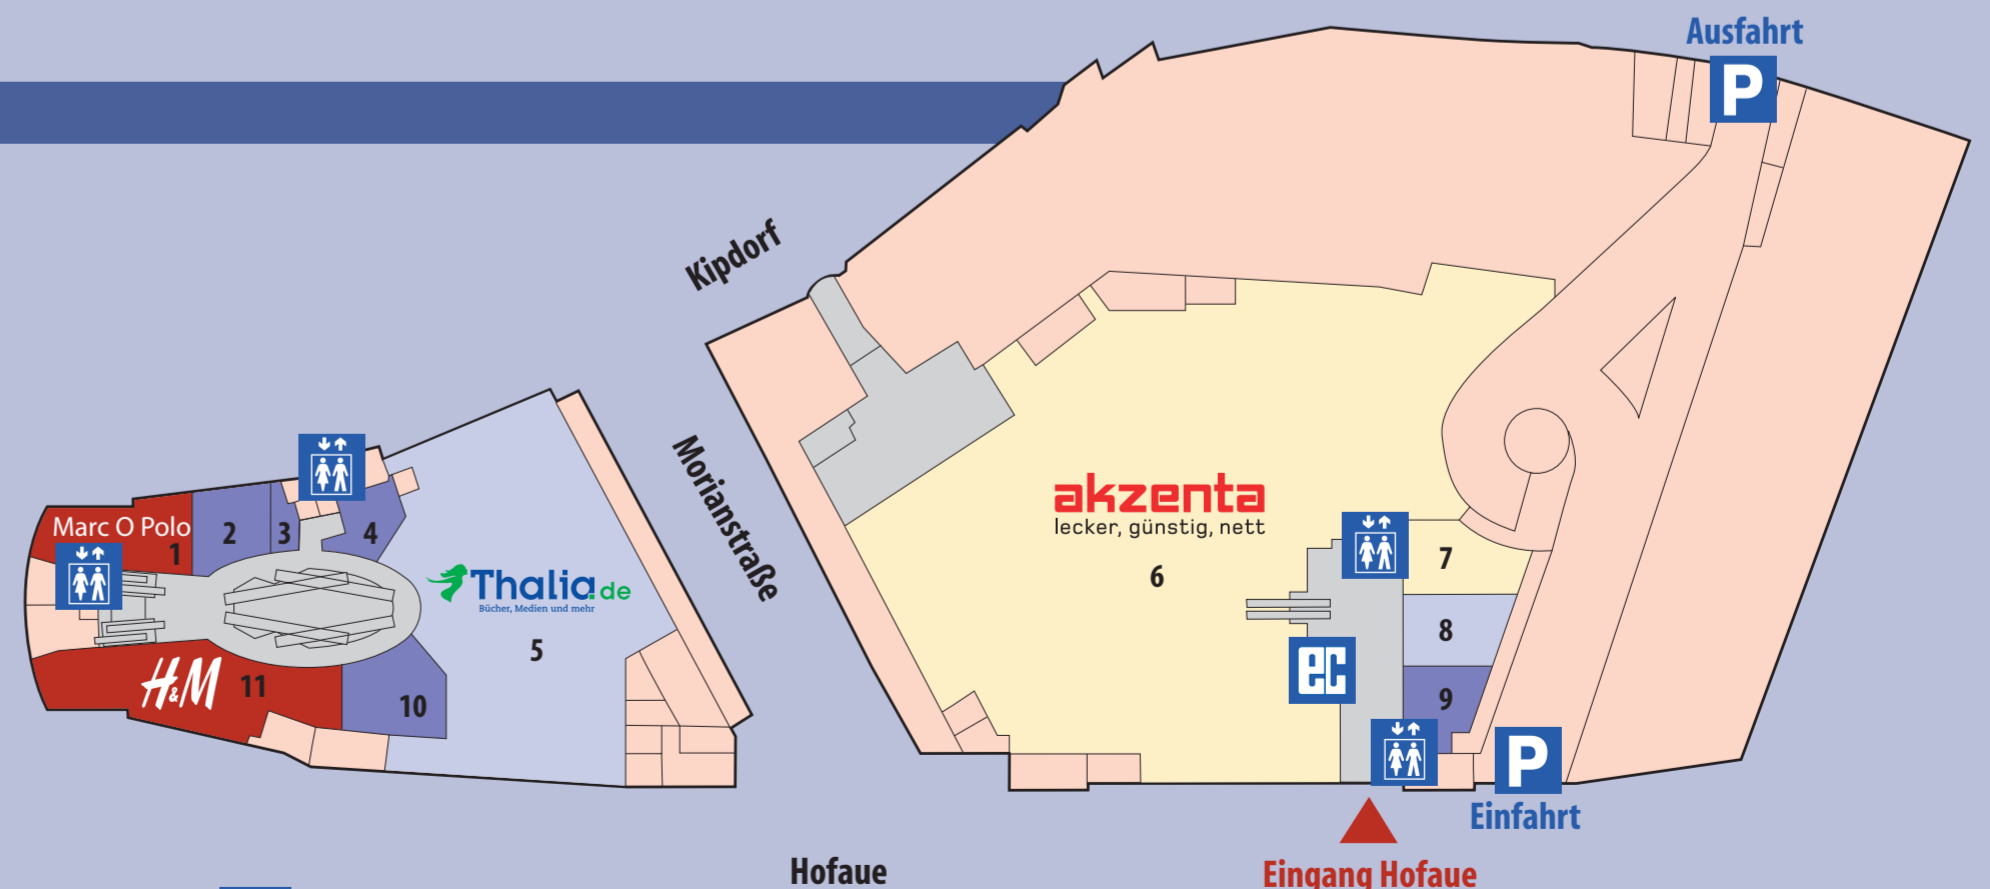 Ausfahrt
P
Kipdorf
Morianstraße
Marc O Polo
1
2
3
4
Thalia.de
Bücher, Medien und mehr
5
akzenta
lecker, günstig, nett
6
7
8
ec
9
H&M
11
10
P
Einfahrt
Hofaue
Eingang Hofaue